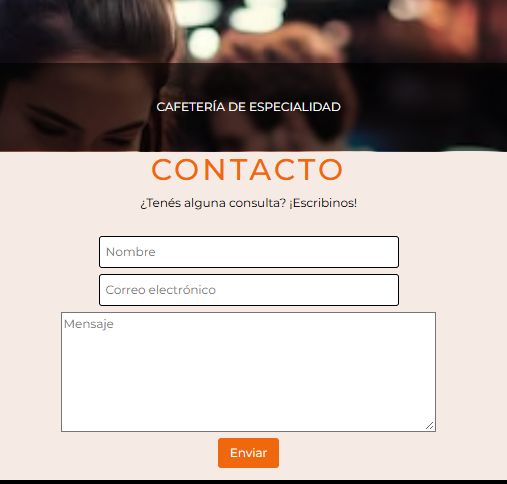 CAFETERÍA DE ESPECIALIDAD
CONTACTO
¿Tenés alguna consulta? ¡Escribinos!
Nombre
Correo electrónico
Mensaje
Enviar